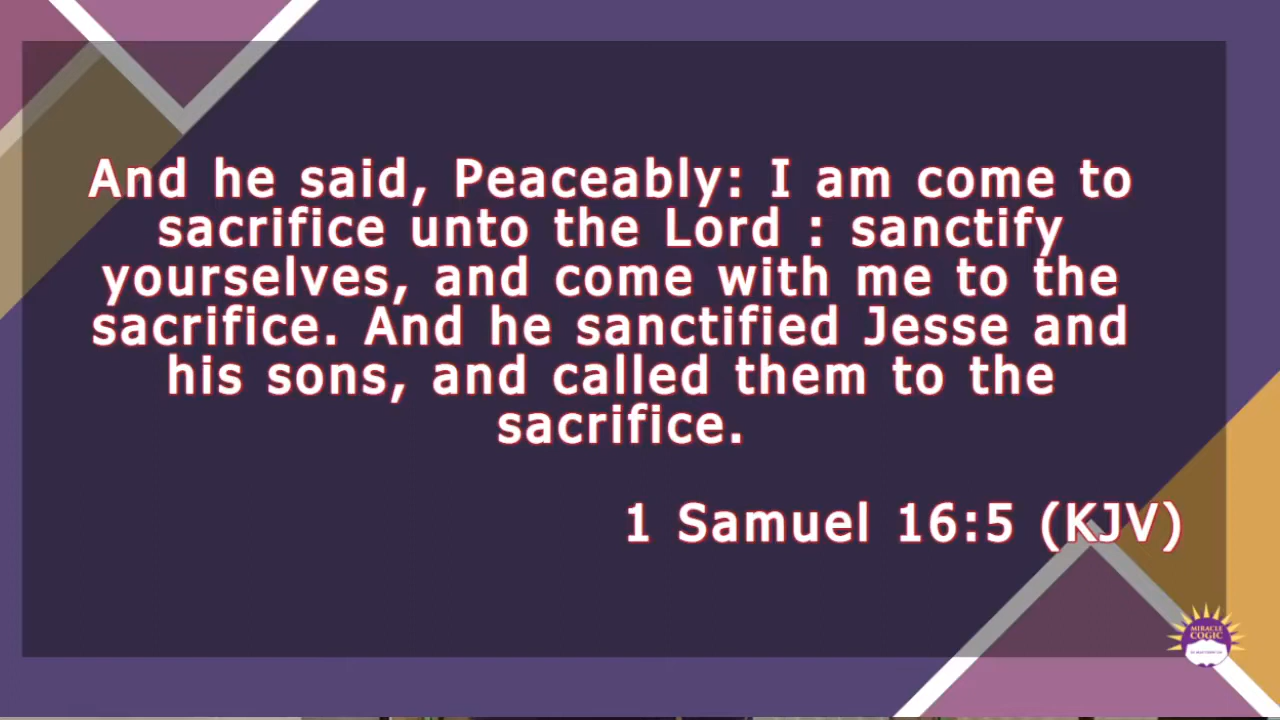 And he said, Peaceably: I am come to
sacrifice unto the Lord : sanctify
yourselves, and come with me to the
sacrifice. And he sanctified Jesse and
his sons, and called them to the
sacrifice.
1 Samuel 16:5 (KJV)
MIRACLE
COGIC